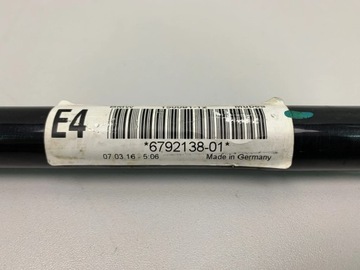 E4
*6792138-01*
07.03.16 - 5:06 Made in Germany